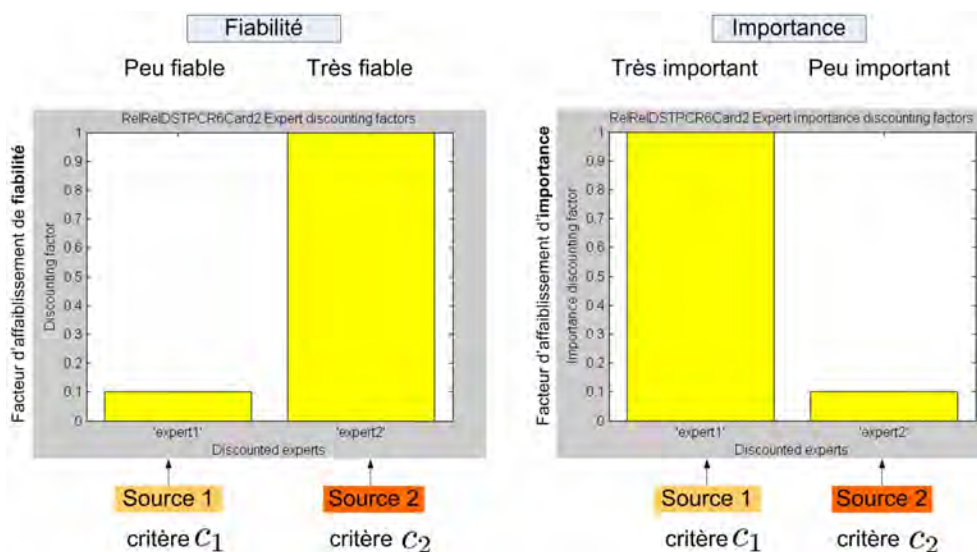 Fiabilité
Peu fiable
Très fiable
RelRelDSTPCR6Card2 Expert discounting factors
Facteur d'affaiblissement de fiabilité
Discounting factor
1
0.9
0.8
0.7
0.6
0.5
0.4
0.3
0.2
0.1
0
'expert1'
'expert2'
Discounted experts
Source 1
Source 2
critère c1
critère c2
Importance
Très important
Peu important
RelRelDSTPCR6Card2 Expert importance discounting factors
Facteur d'affaiblissement d'importance
Importance discounting factor
1
0.9
0.8
0.7
0.6
0.5
0.4
0.3
0.2
0.1
0
'expert1'
'expert2'
Discounted experts
Source 1
Source 2
critère c1
critère c2